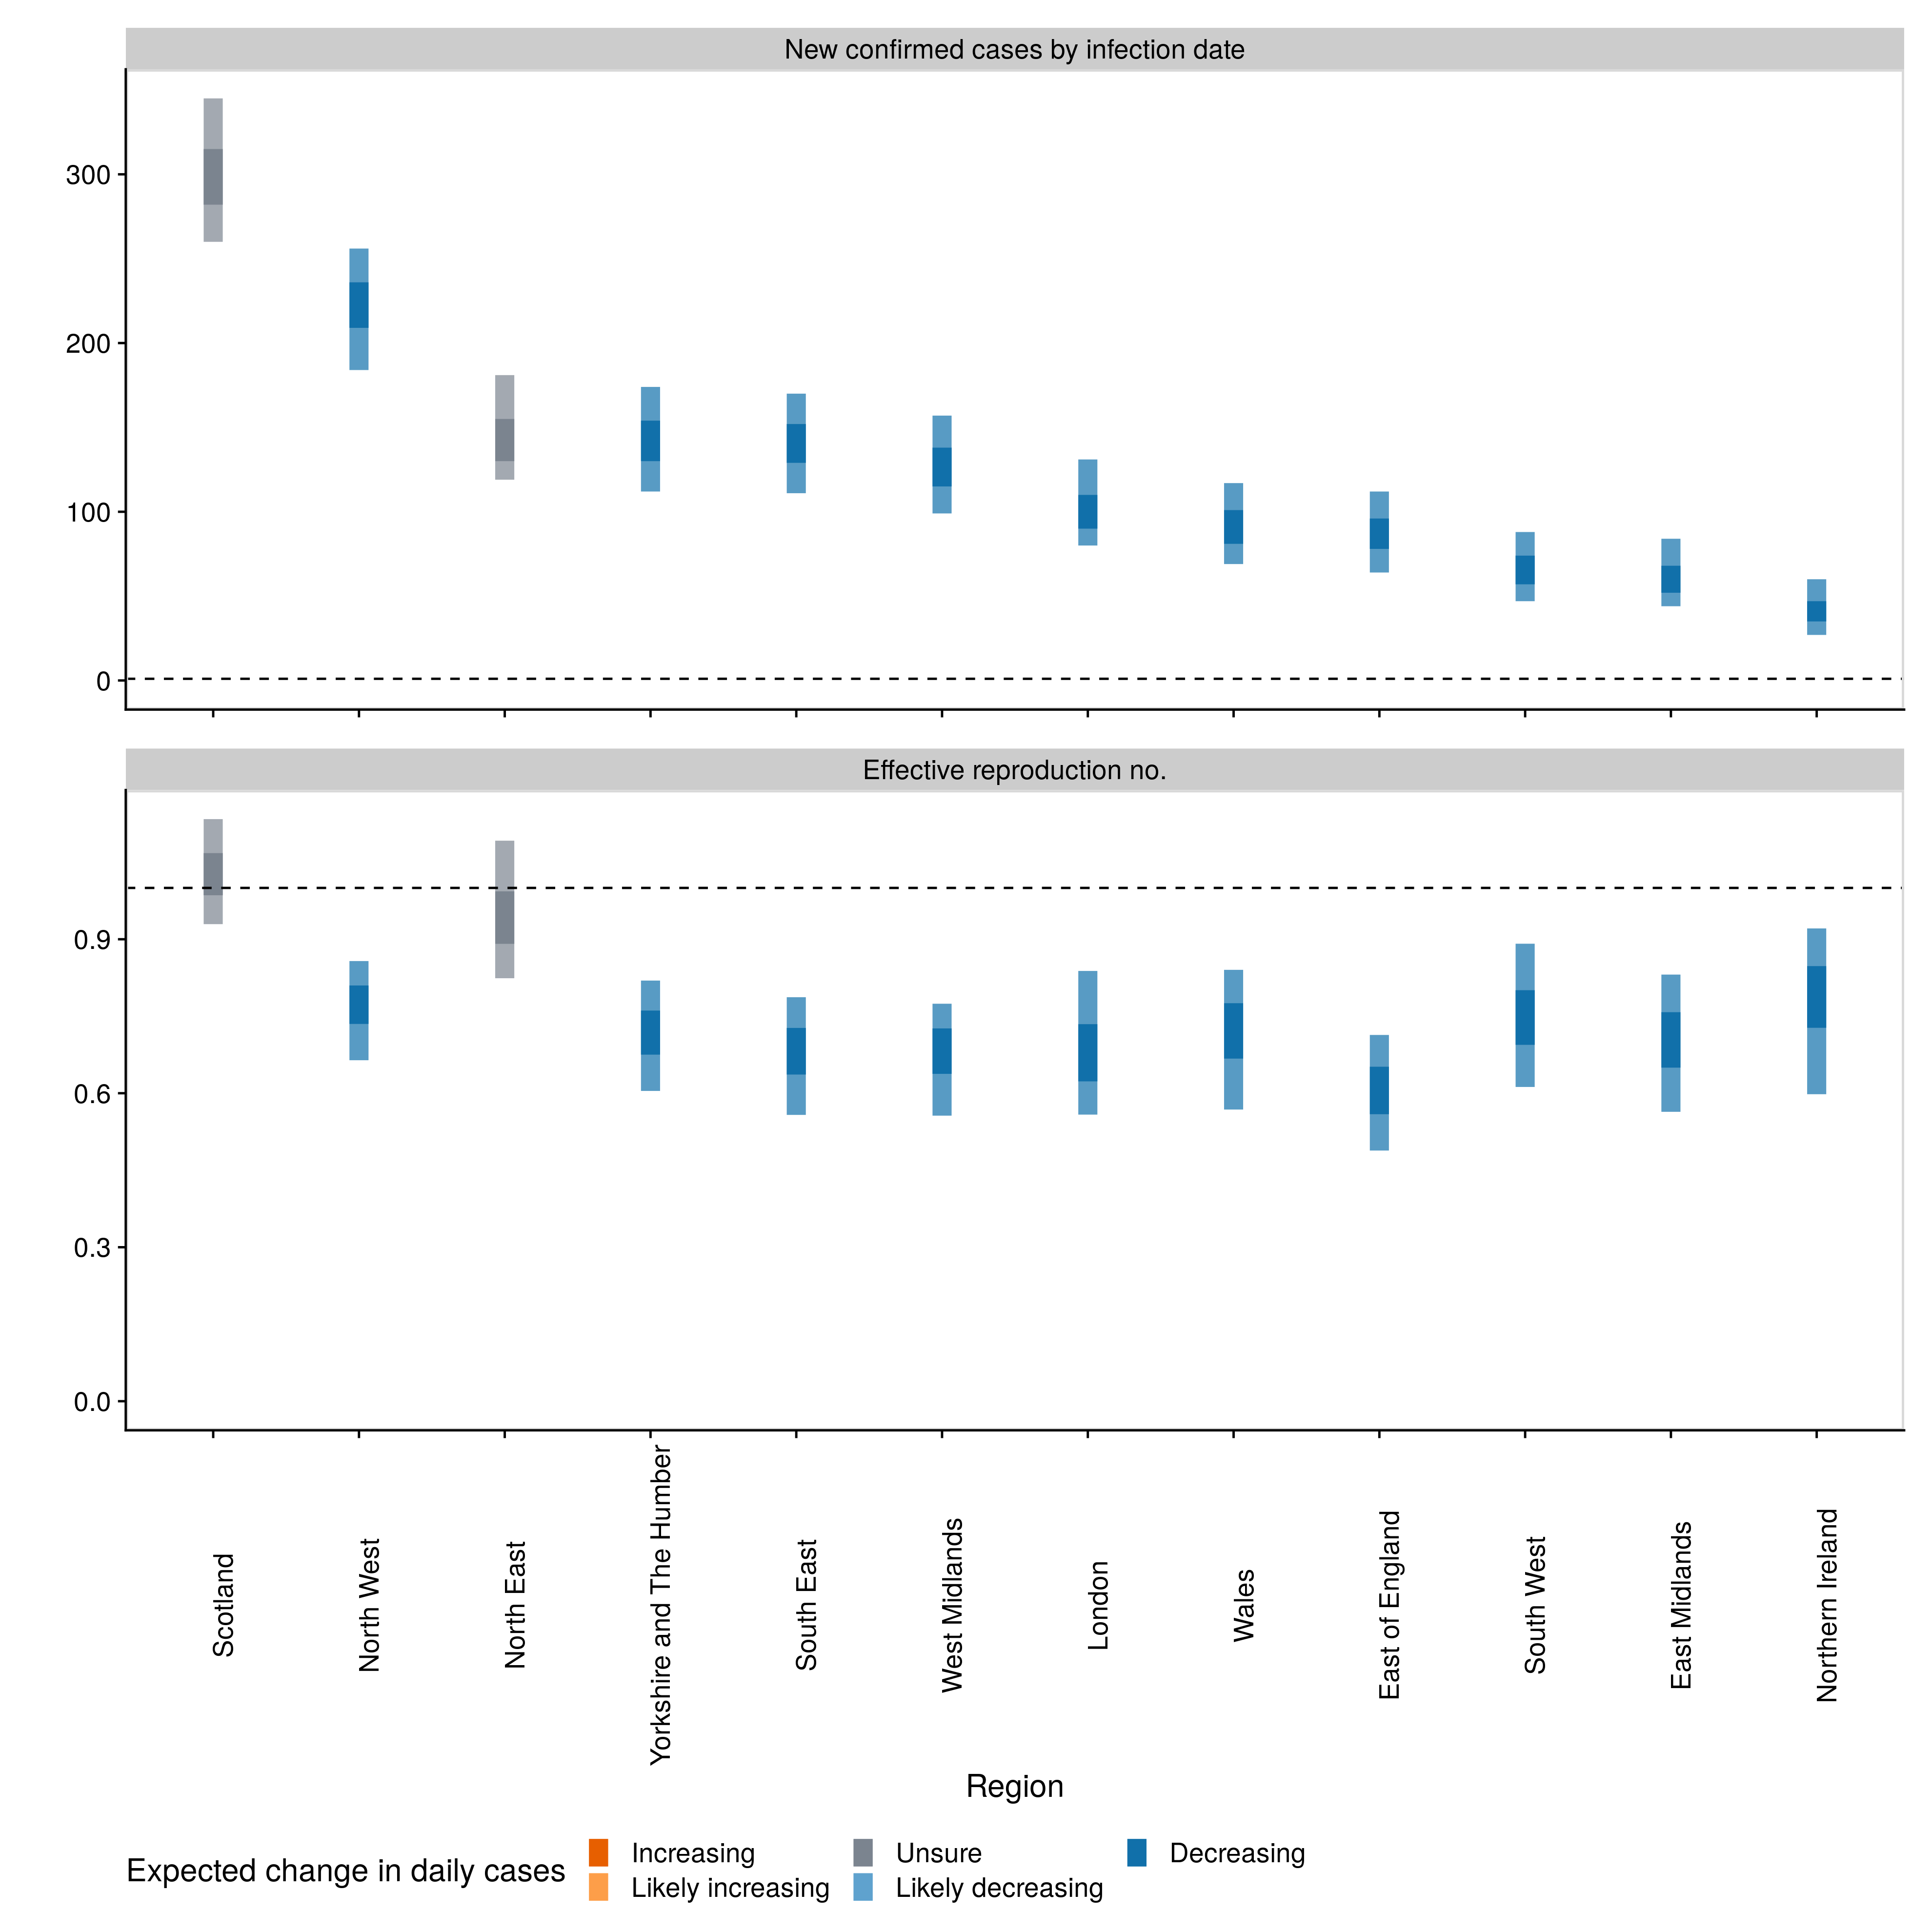 New confirmed cases by infection date
300
200
100
0
Effective reproduction no.
0.9
0.6
0.3
0.0
Scotland
North West
North East
Yorkshire and The Humber
South East
West Midlands
London
Wales
East of England
South West
East Midlands
Northern Ireland
Region
Expected change in daily cases
Increasing
Likely increasing
Unsure
Likely decreasing
Decreasing